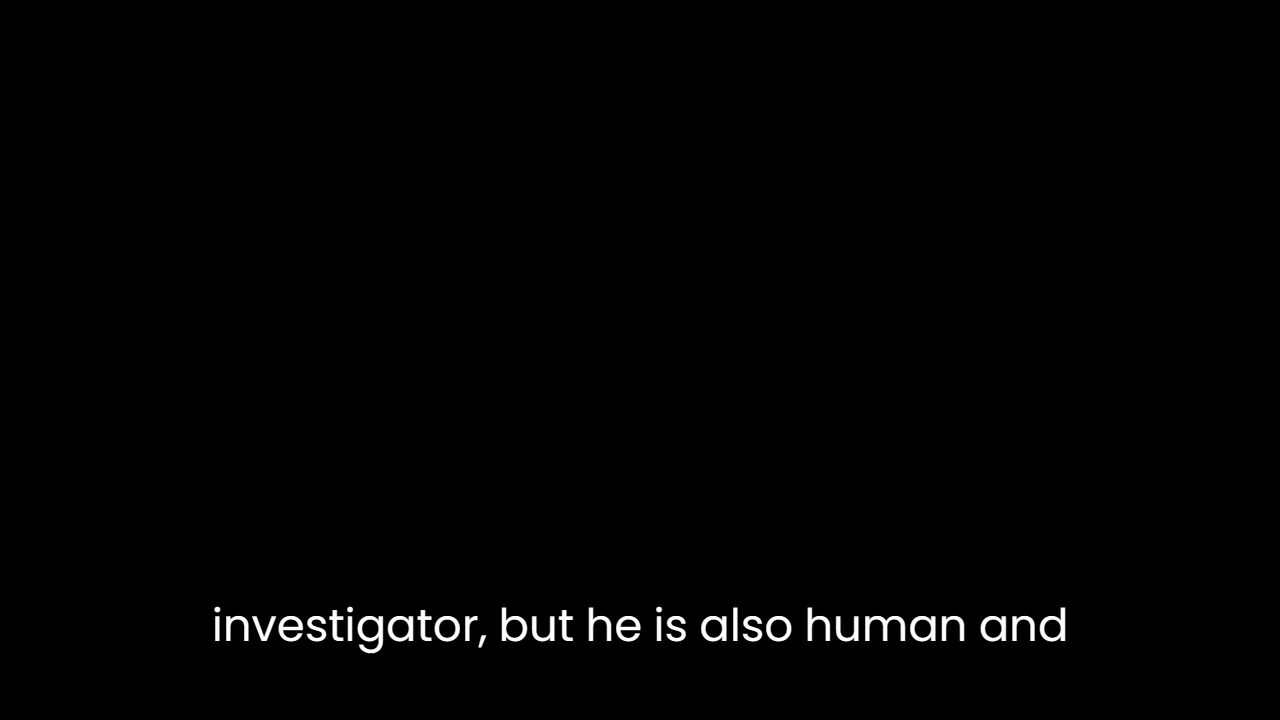 investigator, but he is also human and